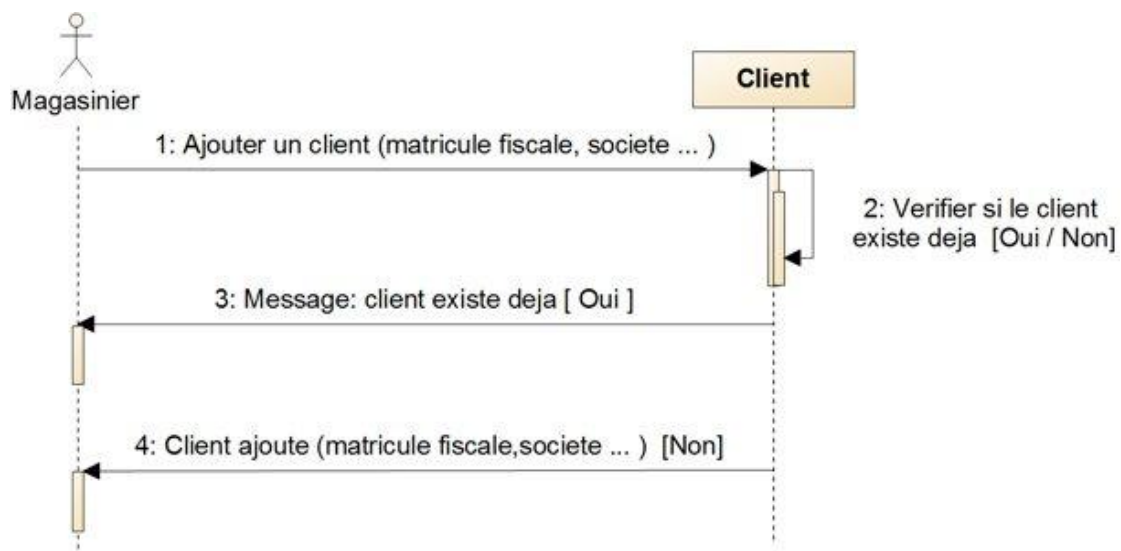 Magasinier
Client
1: Ajouter un client (matricule fiscale, societe ... )
2: Verifier si le client
existe deja [Oui / Non]
3: Message: client existe deja [ Oui ]
4: Client ajoute (matricule fiscale,societe ... ) [Non]